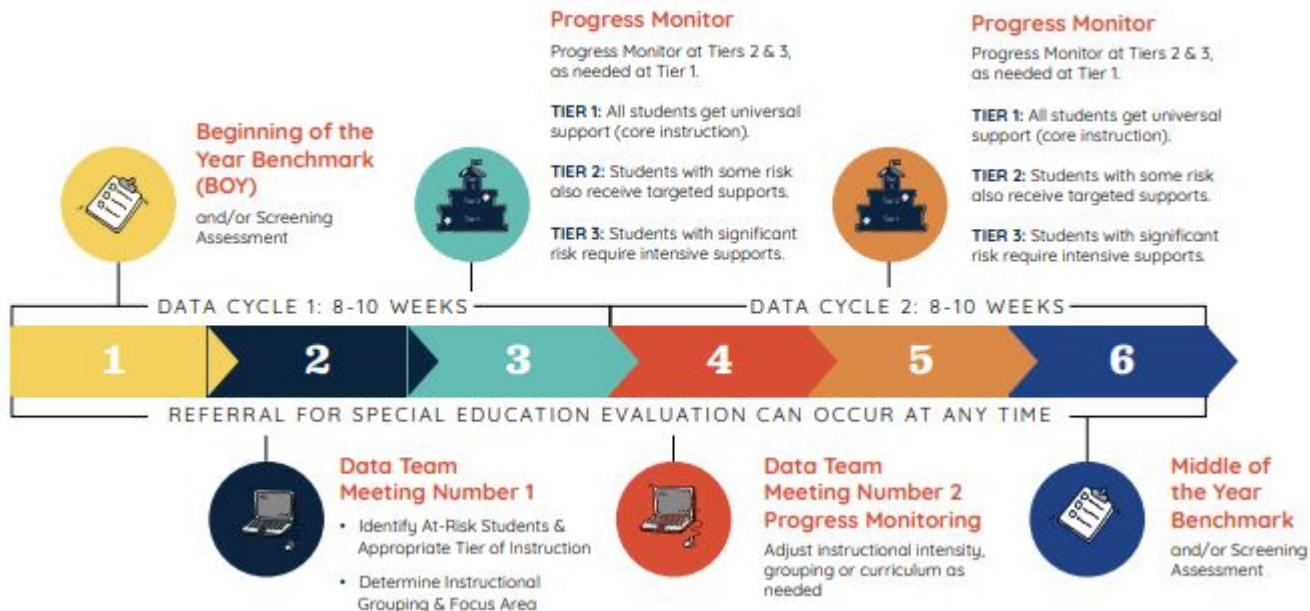 Beginning of the
Year Benchmark
(BOY)
and/or Screening
Assessment
Progress Monitor
Progress Monitor at Tiers 2 & 3,
as needed at Tier 1.
TIER 1: All students get universal
support (core instruction).
TIER 2: Students with some risk
also receive targeted supports.
TIER 3: Students with significant
risk require intensive supports.
Progress Monitor
Progress Monitor at Tiers 2 & 3,
as needed at Tier 1.
TIER 1: All students get universal
support (core instruction).
TIER 2: Students with some risk
also receive targeted supports.
TIER 3: Students with significant
risk require intensive supports.
DATA CYCLE 1: 8-10 WEEKS
DATA CYCLE 2: 8-10 WEEKS
1
2
3
4
5
6
REFERRAL FOR SPECIAL EDUCATION EVALUATION CAN OCCUR AT ANY TIME
Data Team
Meeting Number 1
• Identify At-Risk Students &
Appropriate Tier of Instruction
• Determine Instructional
Grouping & Focus Area
Data Team
Meeting Number 2
Progress Monitoring
Adjust instructional intensity,
grouping or curriculum as
needed
Middle of
the Year
Benchmark
and/or Screening
Assessment